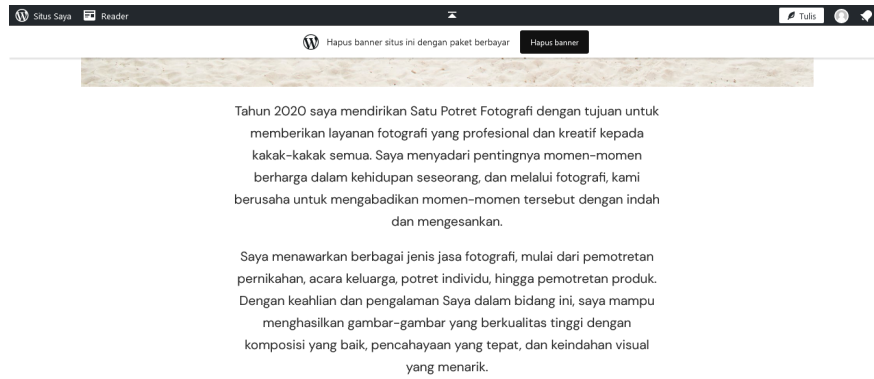 Situs Saya Reader Tulis
Hapus banner situs ini dengan paket berbayar Hapus banner
Tahun 2020 saya mendirikan Satu Potret Fotografi dengan tujuan untuk
memberikan layanan fotografi yang profesional dan kreatif kepada
kakak-kakak semua. Saya menyadari pentingnya momen-momen
berharga dalam kehidupan seseorang, dan melalui fotografi, kami
berusaha untuk mengabadikan momen-momen tersebut dengan indah
dan mengesankan.
Saya menawarkan berbagai jenis jasa fotografi, mulai dari pemotretan
pernikahan, acara keluarga, potret individu, hingga pemotretan produk.
Dengan keahlian dan pengalaman Saya dalam bidang ini, saya mampu
menghasilkan gambar-gambar yang berkualitas tinggi dengan
komposisi yang baik, pencahayaan yang tepat, dan keindahan visual
yang menarik.